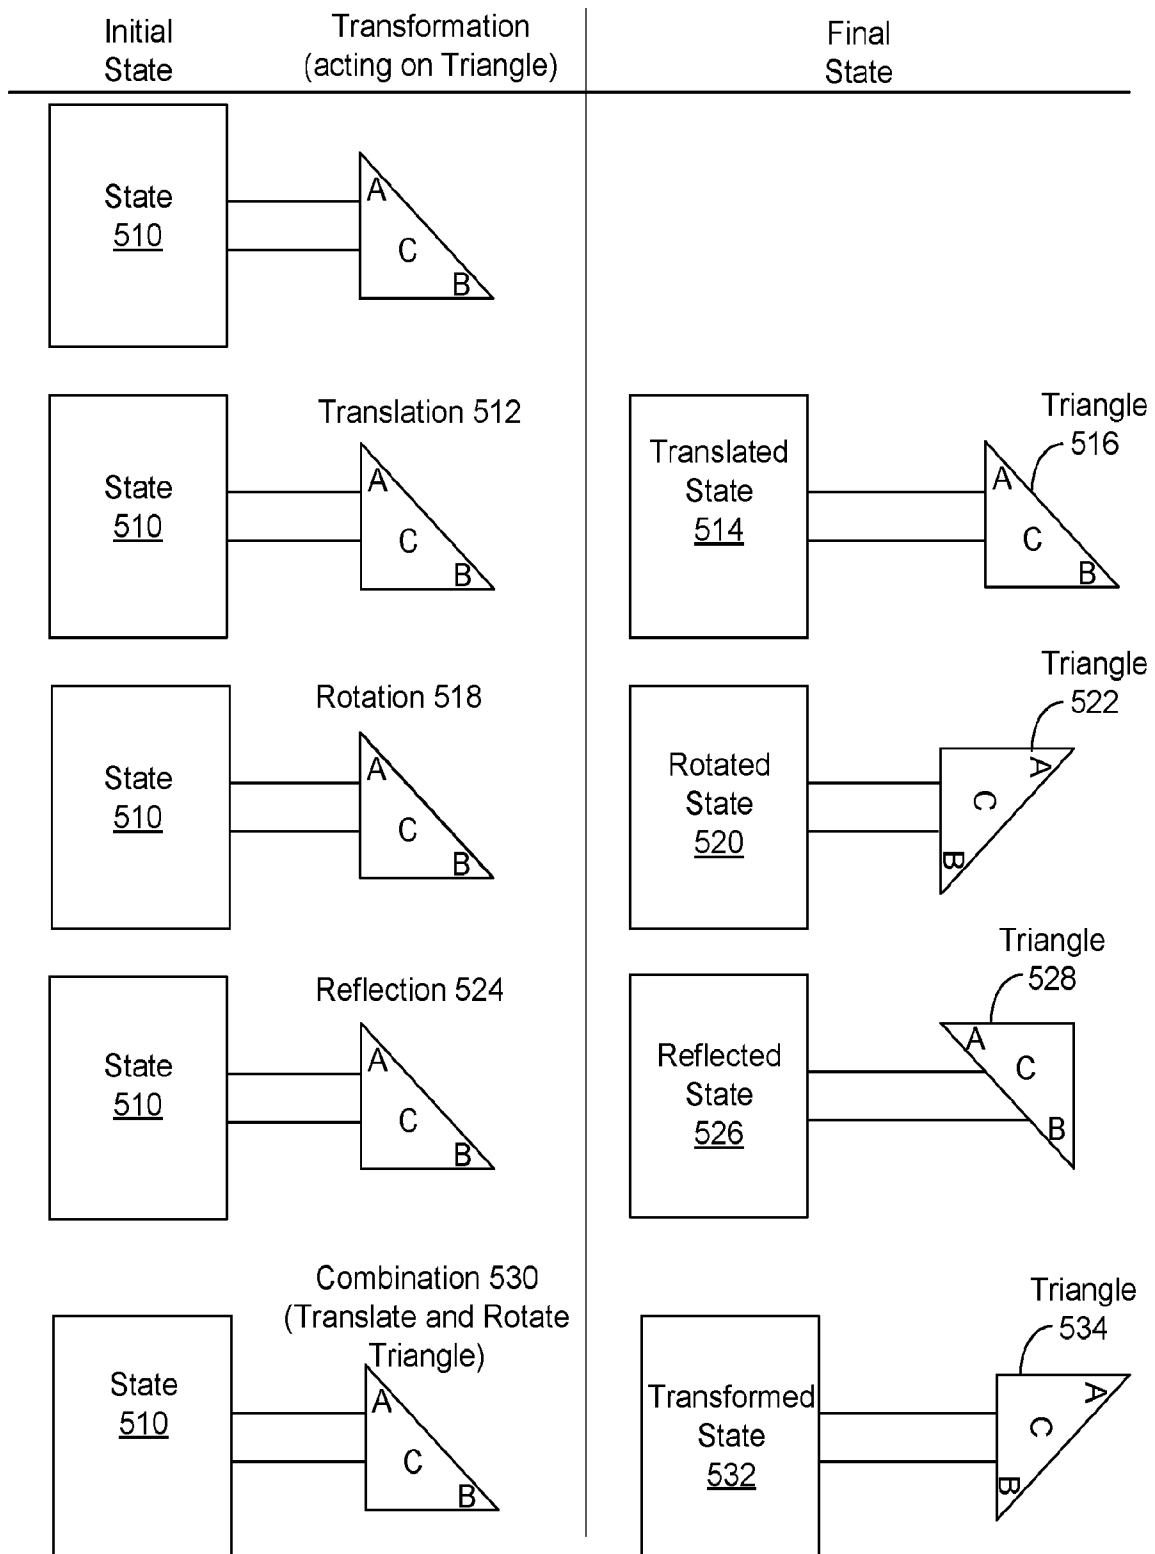 Initial
State
Transformation
(acting on Triangle)
Final
State
State
510
A
C
B
State
510
Translation 512
A
C
B
Translated
State
514
Triangle
516
A
C
B
State
510
Rotation 518
A
C
B
Rotated
State
520
Triangle
522
A
C
B
State
510
Reflection 524
A
C
B
Reflected
State
526
Triangle
528
A
C
B
State
510
Combination 530
(Translate and Rotate
Triangle)
A
C
B
Transformed
State
532
Triangle
534
A
C
B